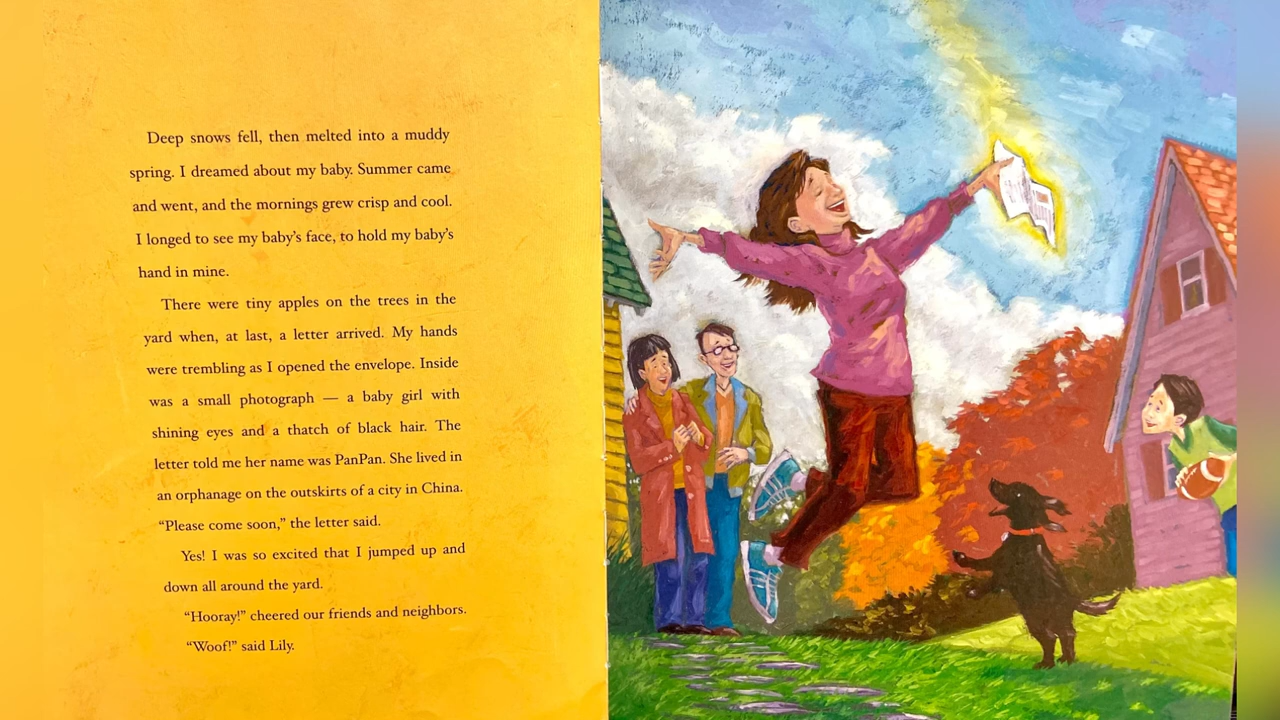 Deep snows fell, then melted into a muddy
spring. I dreamed about my baby. Summer came
and went, and the mornings grew crisp and cool.
I longed to see my baby’s face, to hold my baby’s
hand in mine.
There were tiny apples on the trees in the
yard when, at last, a letter arrived. My hands
were trembling as I opened the envelope. Inside
was a small photograph — a baby girl with
shining eyes and a thatch of black hair. The
letter told me her name was PanPan. She lived in
an orphanage on the outskirts of a city in China.
“Please come soon,” the letter said.
Yes! I was so excited that I jumped up and
down all around the yard.
“Hooray!” cheered our friends and neighbors.
“Woof!” said Lily.